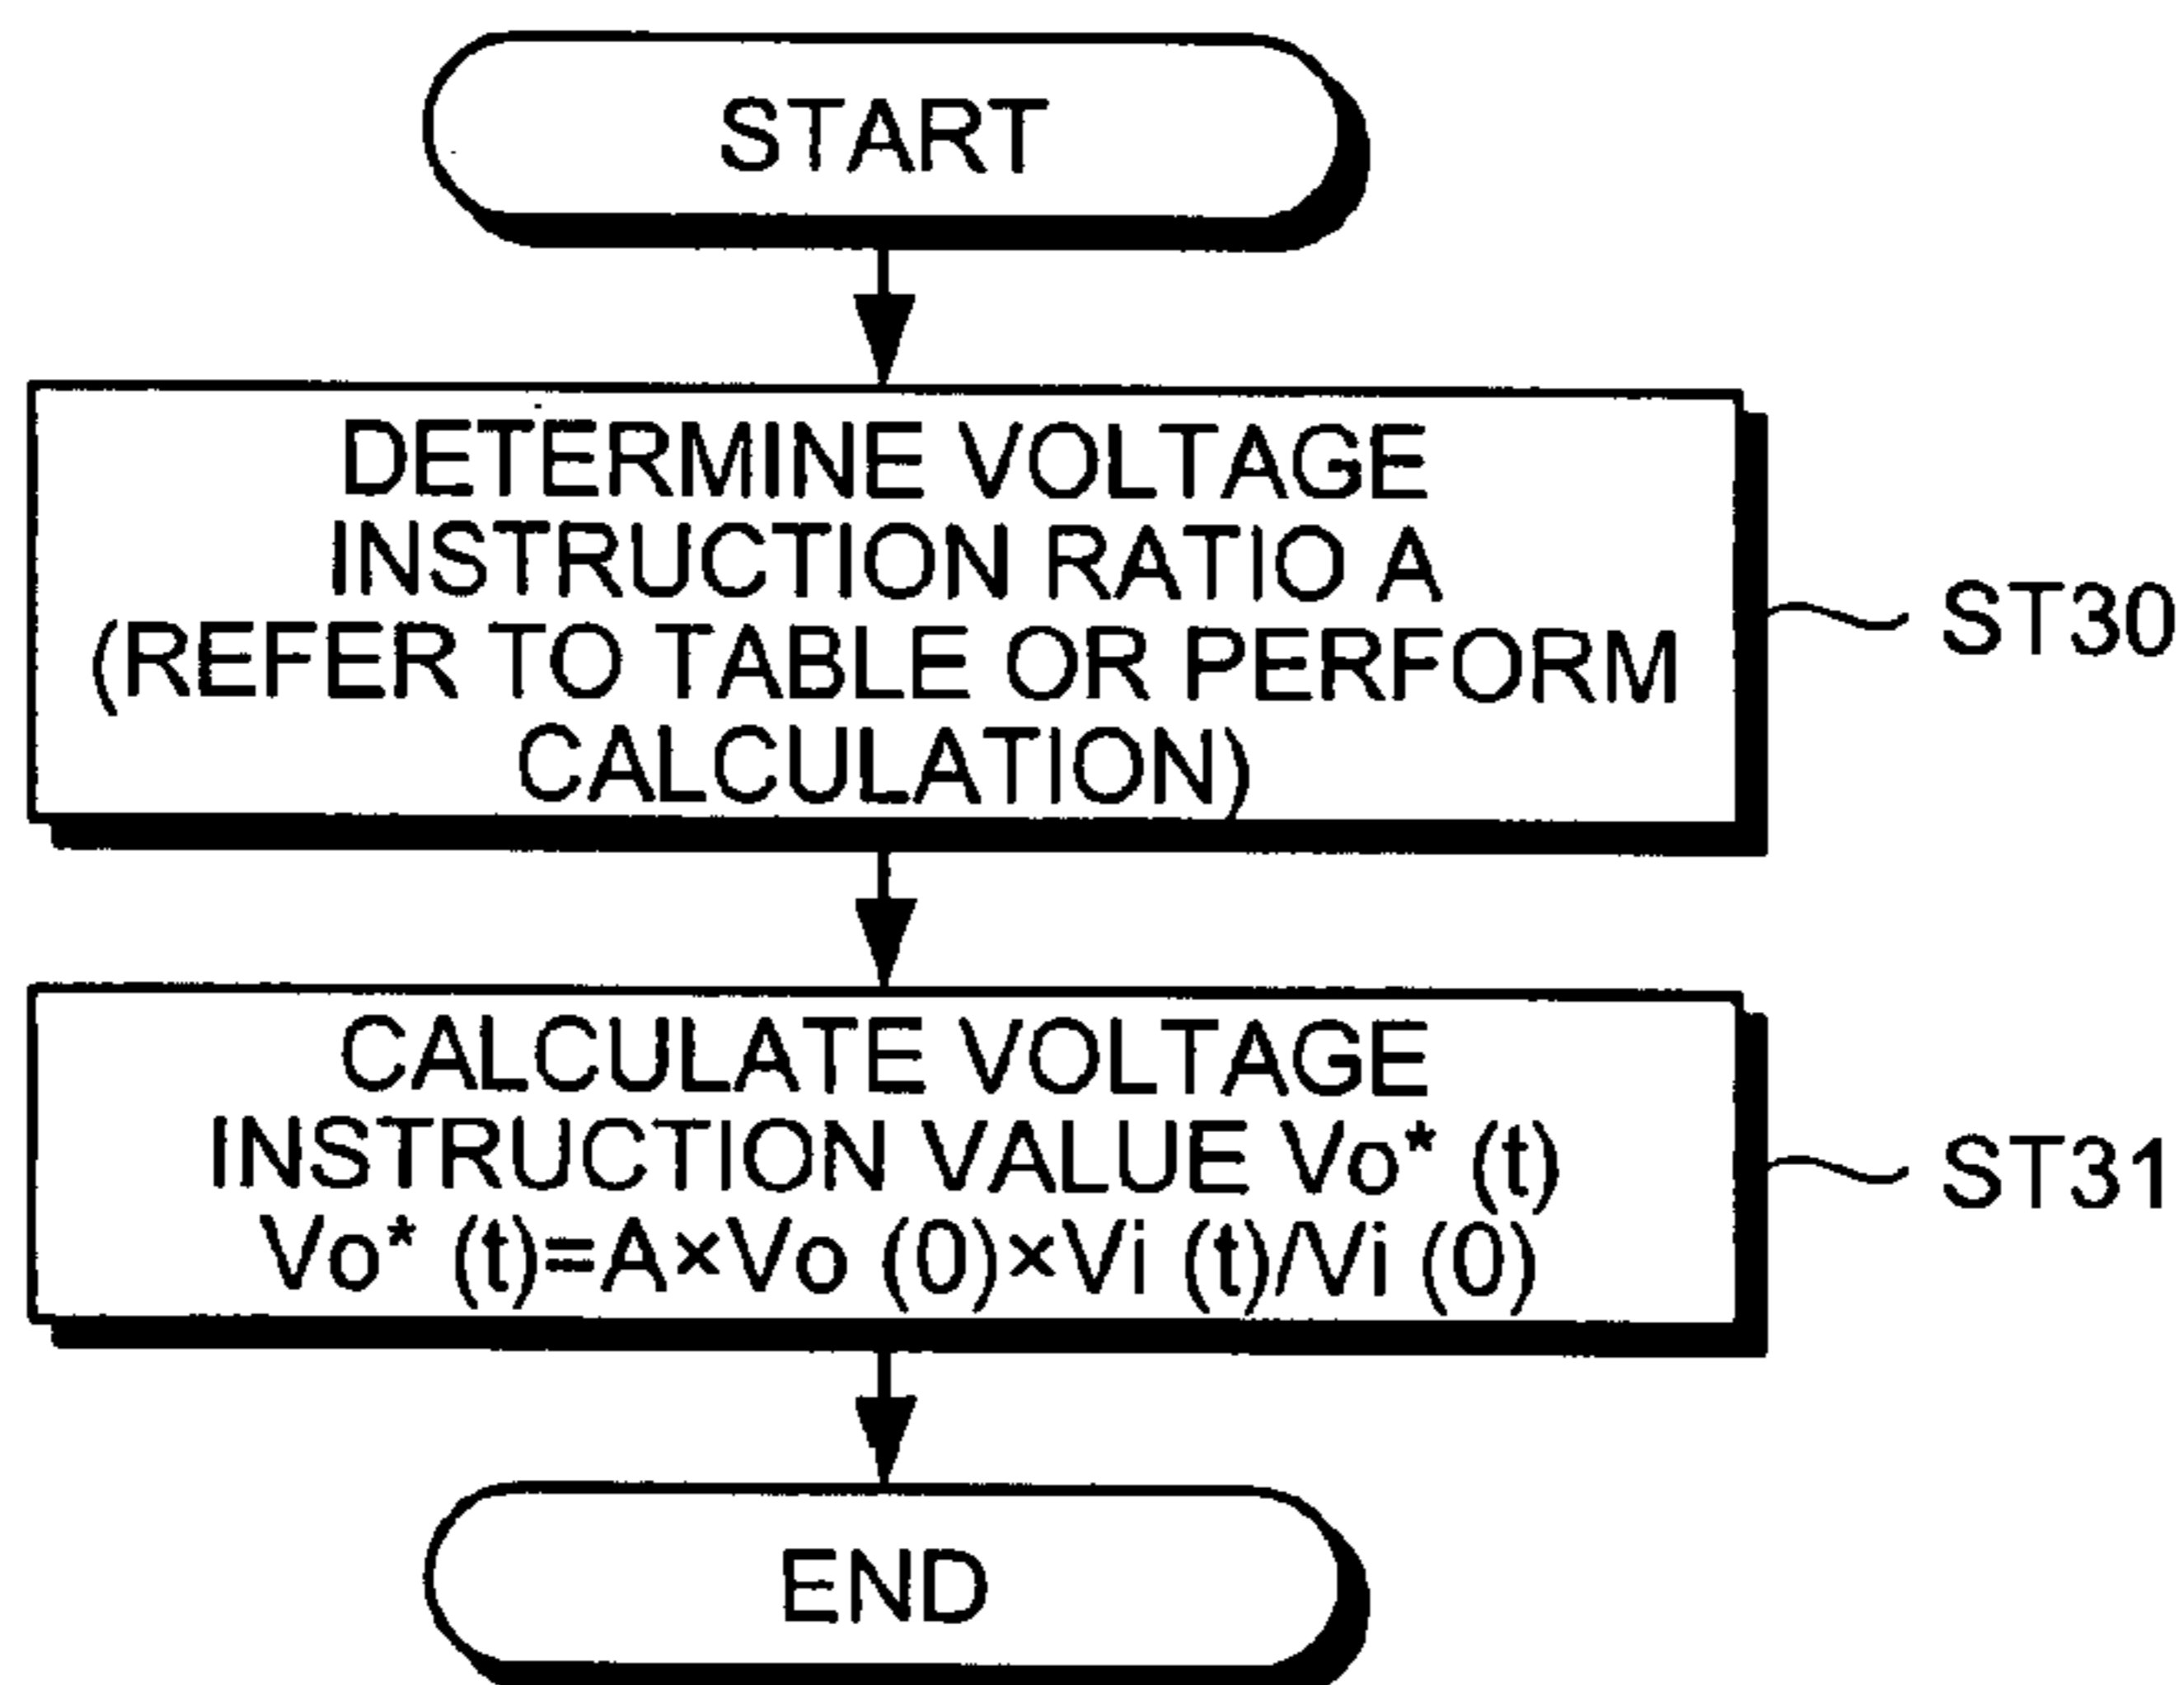 START
DETERMINE VOLTAGE
INSTRUCTION RATIO A
(REFER TO TABLE OR PERFORM
CALCULATION)
ST30
CALCULATE VOLTAGE
INSTRUCTION VALUE Vo* (t)
Vo* (t)=A×Vo (0)×Vi (t)/Vi (0)
ST31
END